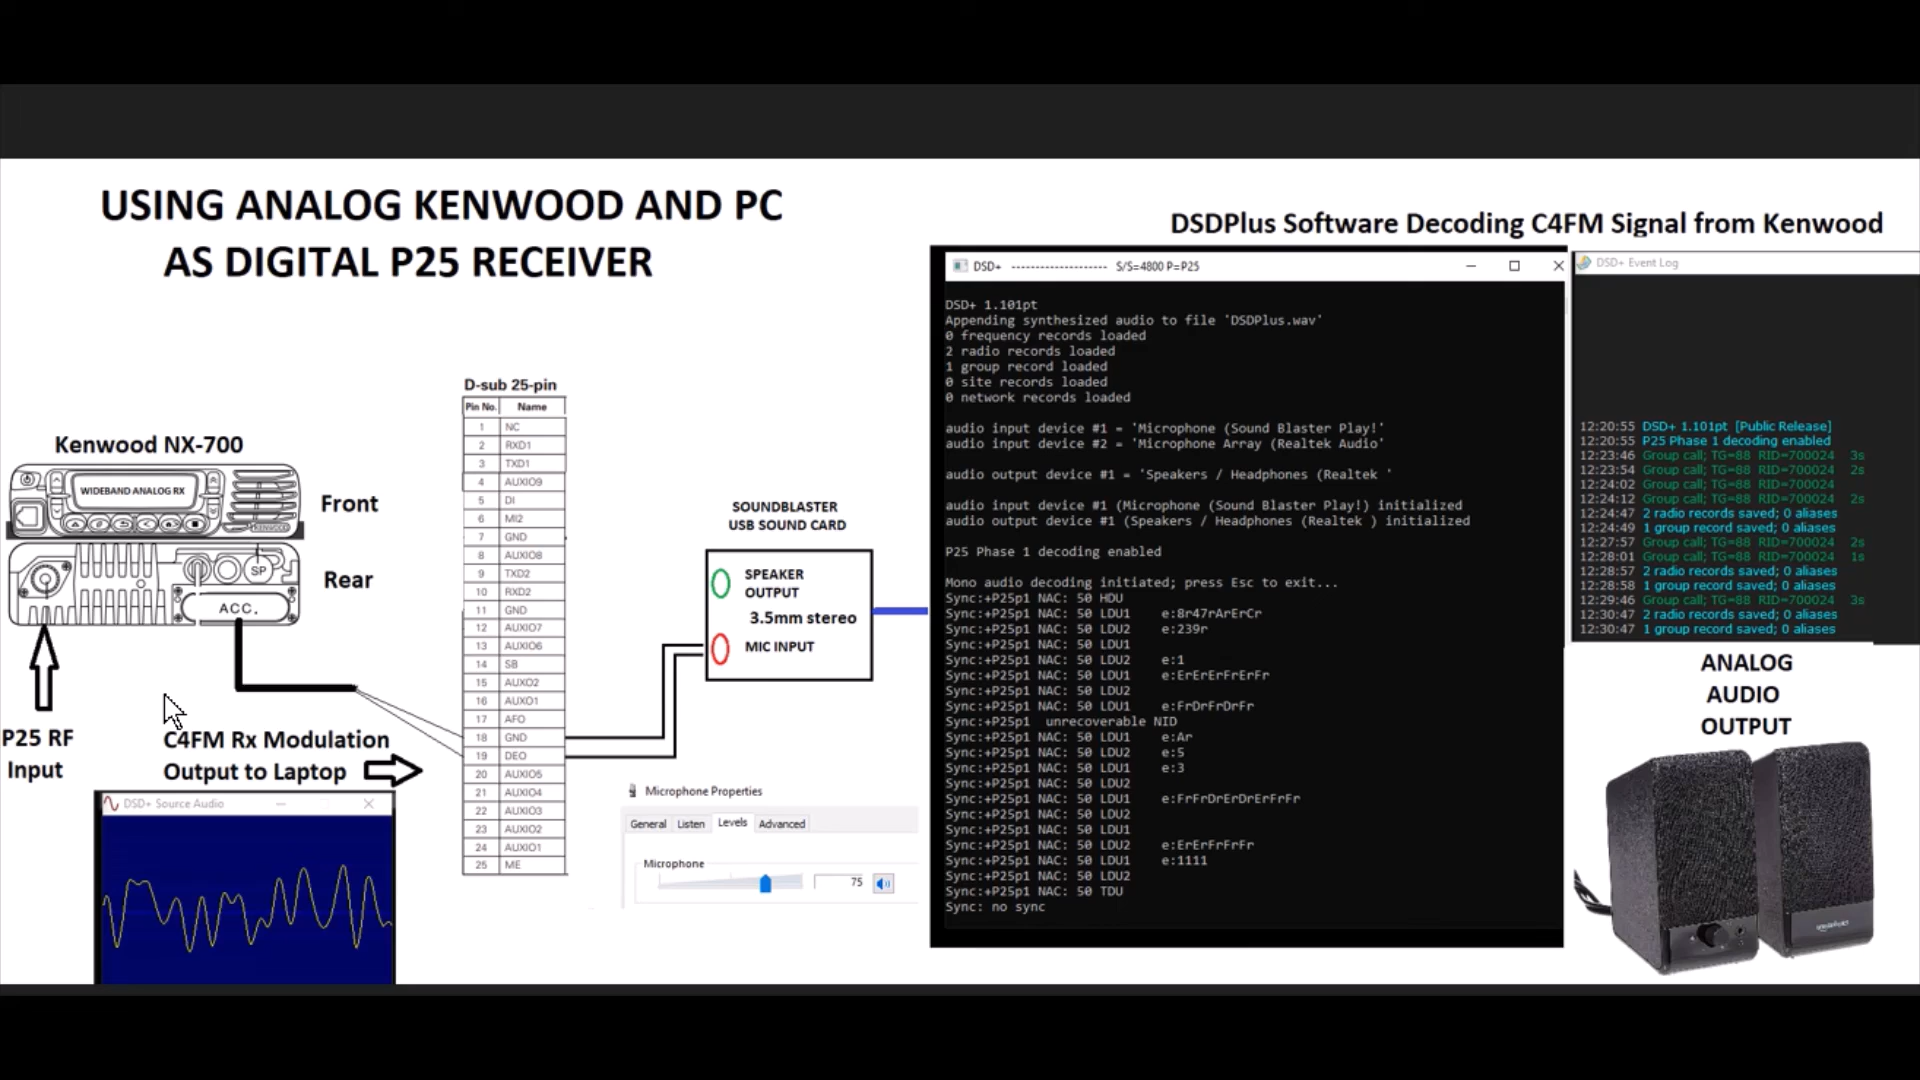 USING ANALOG KENWOOD AND PC
AS DIGITAL P25 RECEIVER
Kenwood NX-700
WIDEBAND ANALOG RX
KENWOOD
Front
SP
ACC.
Rear
P25 RF
Input
C4FM Rx Modulation
Output to Laptop
DSD+ Source Audio
D-sub 25-pin
Pin No. Name
1 NC
2 RXD1
3 TXD1
4 AUXIO9
5 DI
6 MI2
7 GND
8 AUXIO8
9 TXD2
10 RXD2
11 GND
12 AUXIO7
13 AUXIO6
14 SB
15 AUXO2
16 AUXO1
17 AFO
18 GND
19 DEO
20 AUXIO5
21 AUXIO4
22 AUXIO3
23 AUXIO2
24 AUXIO1
25 ME
SOUNDBLASTER
USB SOUND CARD
SPEAKER
OUTPUT
3.5mm stereo
MIC INPUT
Microphone Properties
General Listen Levels Advanced
Microphone
75
DSDPlus Software Decoding C4FM Signal from Kenwood
DSD+ -------------------- S/S=4800 P=P25
DSD+ 1.101pt
Appending synthesized audio to file 'DSDPlus.wav'
0 frequency records loaded
2 radio records loaded
1 group record loaded
0 site records loaded
0 network records loaded
audio input device #1 = 'Microphone (Sound Blaster Play!'
audio input device #2 = 'Microphone Array (Realtek Audio'
audio output device #1 = 'Speakers / Headphones (Realtek '
audio input device #1 (Microphone (Sound Blaster Play!) initialized
audio output device #1 (Speakers / Headphones (Realtek ) initialized
P25 Phase 1 decoding enabled
Mono audio decoding initiated; press Esc to exit...
Sync:+P25p1 NAC: 50 HDU
Sync:+P25p1 NAC: 50 LDU1 e:8r47rArErCr
Sync:+P25p1 NAC: 50 LDU2 e:239r
Sync:+P25p1 NAC: 50 LDU1
Sync:+P25p1 NAC: 50 LDU2 e:1
Sync:+P25p1 NAC: 50 LDU1 e:ErErErFrErFr
Sync:+P25p1 NAC: 50 LDU2
Sync:+P25p1 NAC: 50 LDU1 e:FrDrFrDrFr
Sync:+P25p1 unrecoverable NID
Sync:+P25p1 NAC: 50 LDU1 e:Ar
Sync:+P25p1 NAC: 50 LDU2 e:5
Sync:+P25p1 NAC: 50 LDU1 e:3
Sync:+P25p1 NAC: 50 LDU2
Sync:+P25p1 NAC: 50 LDU1 e:FrFrDrErDrErFrFr
Sync:+P25p1 NAC: 50 LDU2
Sync:+P25p1 NAC: 50 LDU1
Sync:+P25p1 NAC: 50 LDU2 e:ErErFrFrFr
Sync:+P25p1 NAC: 50 LDU1 e:1111
Sync:+P25p1 NAC: 50 LDU2
Sync:+P25p1 NAC: 50 TDU
Sync: no sync
DSD+ Event Log
12:20:55 DSD+ 1.101pt [Public Release]
12:20:55 P25 Phase 1 decoding enabled
12:23:46 Group call; TG=88 RID=700024 3s
12:23:54 Group call; TG=88 RID=700024 2s
12:24:02 Group call; TG=88 RID=700024
12:24:12 Group call; TG=88 RID=700024 2s
12:24:47 2 radio records saved; 0 aliases
12:24:49 1 group record saved; 0 aliases
12:27:57 Group call; TG=88 RID=700024 2s
12:28:01 Group call; TG=88 RID=700024 1s
12:28:57 2 radio records saved; 0 aliases
12:28:58 1 group record saved; 0 aliases
12:29:46 Group call; TG=88 RID=700024 3s
12:30:47 2 radio records saved; 0 aliases
12:30:47 1 group record saved; 0 aliases
ANALOG
AUDIO
OUTPUT